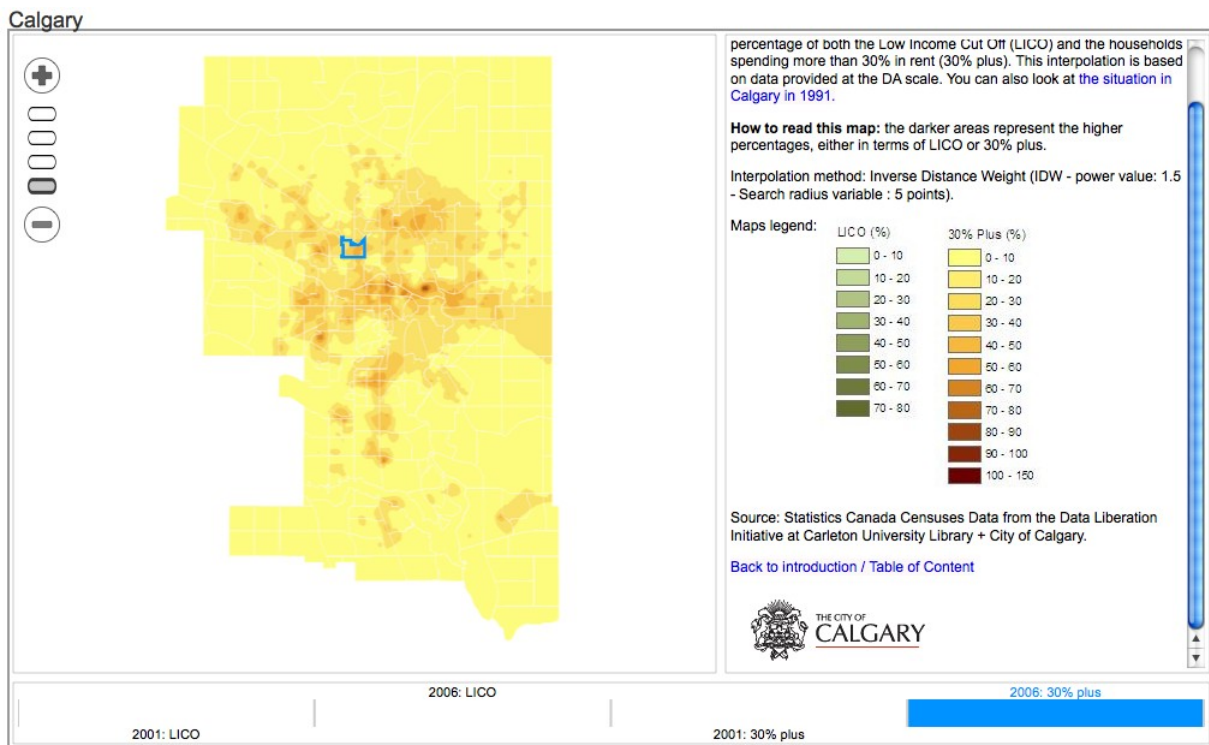 Calgary
percentage of both the Low Income Cut Off (LICO) and the households
spending more than 30% in rent (30% plus). This interpolation is based
on data provided at the DA scale. You can also look at the situation in
Calgary in 1991.
How to read this map: the darker areas represent the higher
percentages, either in terms of LICO or 30% plus.
Interpolation method: Inverse Distance Weight (IDW - power value: 1.5
- Search radius variable : 5 points).
Maps legend:
LICO (%)
0 - 10
10 - 20
20 - 30
30 - 40
40 - 50
50 - 60
60 - 70
70 - 80
30% Plus (%)
0 - 10
10 - 20
20 - 30
30 - 40
40 - 50
50 - 60
60 - 70
70 - 80
80 - 90
90 - 100
100 - 150
Source: Statistics Canada Censuses Data from the Data Liberation
Initiative at Carleton University Library + City of Calgary.
Back to introduction / Table of Content
THE CITY OF
CALGARY
2006: LICO
2006: 30% plus
2001: LICO
2001: 30% plus